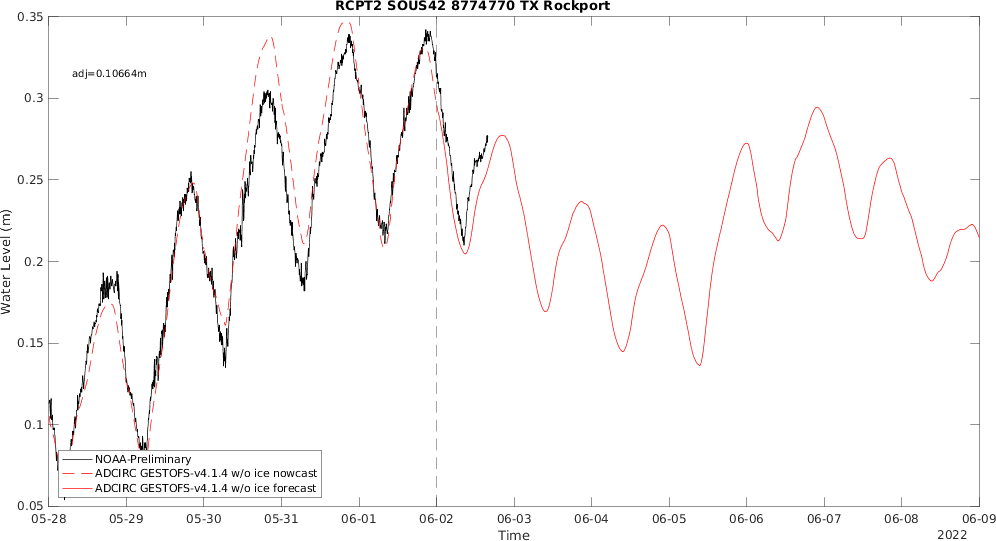 RCPT2 SOUS42 8774770 TX Rockport
0.35
adj=0.10664m
0.3
0.25
0.2
Water Level (m)
0.15
0.1
NOAA-Preliminary
ADCIRC GESTOFS-v4.1.4 w/o ice nowcast
ADCIRC GESTOFS-v4.1.4 w/o ice forecast
0.05
05-28 05-29 05-30 05-31 06-01 06-02 06-03 06-04 06-05 06-06 06-07 06-08 06-09
Time
2022